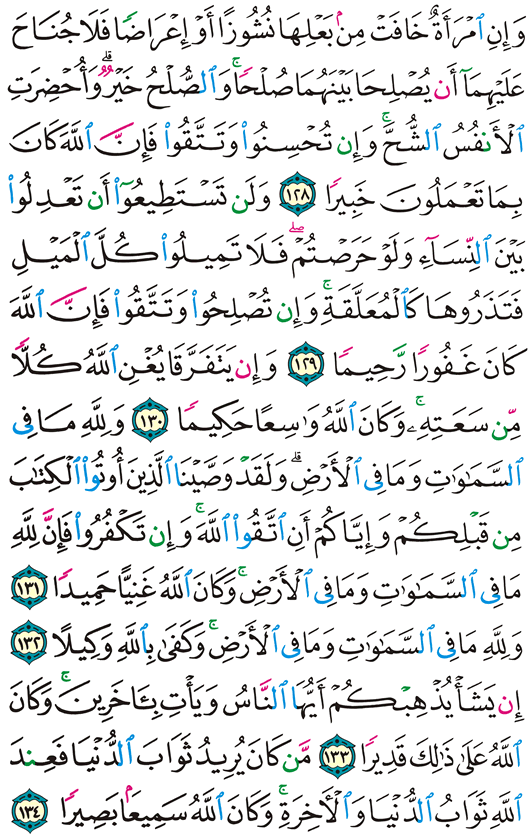 وَإِنِ ٱمۡرَأَةٌ خَافَتۡ مِنۢ بَعۡلِهَا نُشُوزًا أَوۡ إِعۡرَاضٗا فَلَا جُنَاحَ
عَلَيۡهِمَآ أَن يُصۡلِحَا بَيۡنَهُمَا صُلۡحٗاۚ وَٱلصُّلۡحُ خَيۡرٞۗ وَأُحۡضِرَتِ
ٱلۡأَنفُسُ ٱلشُّحَّۚ وَإِن تُحۡسِنُواْ وَتَتَّقُواْ فَإِنَّ ٱللَّهَ كَانَ
بِمَا تَعۡمَلُونَ خَبِيرٗا ١٢٨ وَلَن تَسۡتَطِيعُوٓاْ أَن تَعۡدِلُواْ
بَيۡنَ ٱلنِّسَآءِ وَلَوۡ حَرَصۡتُمۡۖ فَلَا تَمِيلُواْ كُلَّ ٱلۡمَيۡلِ
فَتَذَرُوهَا كَٱلۡمُعَلَّقَةِۚ وَإِن تُصۡلِحُواْ وَتَتَّقُواْ فَإِنَّ ٱللَّهَ
كَانَ غَفُورٗا رَّحِيمٗا ١٢٩ وَإِن يَتَفَرَّقَا يُغۡنِ ٱللَّهُ كُلّٗا
مِّن سَعَتِهِۦۚ وَكَانَ ٱللَّهُ وَٰسِعًا حَكِيمٗا ١٣٠ وَلِلَّهِ مَا فِي
ٱلسَّمَٰوَٰتِ وَمَا فِي ٱلۡأَرۡضِۗ وَلَقَدۡ وَصَّيۡنَا ٱلَّذِينَ أُوتُواْ ٱلۡكِتَٰبَ
مِن قَبۡلِكُمۡ وَإِيَّاكُمۡ أَنِ ٱتَّقُواْ ٱللَّهَۚ وَإِن تَكۡفُرُواْ فَإِنَّ لِلَّهِ
مَا فِي ٱلسَّمَٰوَٰتِ وَمَا فِي ٱلۡأَرۡضِۚ وَكَانَ ٱللَّهُ غَنِيًّا حَمِيدٗا ١٣١
وَلِلَّهِ مَا فِي ٱلسَّمَٰوَٰتِ وَمَا فِي ٱلۡأَرۡضِۚ وَكَفَىٰ بِٱللَّهِ وَكِيلًا ١٣٢
إِن يَشَأۡ يُذۡهِبۡكُمۡ أَيُّهَا ٱلنَّاسُ وَيَأۡتِ بِـَٔاخَرِينَۚ وَكَانَ
ٱللَّهُ عَلَىٰ ذَٰلِكَ قَدِيرٗا ١٣٣ مَّن كَانَ يُرِيدُ ثَوَابَ ٱلدُّنۡيَا فَعِندَ
ٱللَّهِ ثَوَابُ ٱلدُّنۡيَا وَٱلۡأٓخِرَةِۚ وَكَانَ ٱللَّهُ سَمِيعَۢا بَصِيرٗا ١٣٤